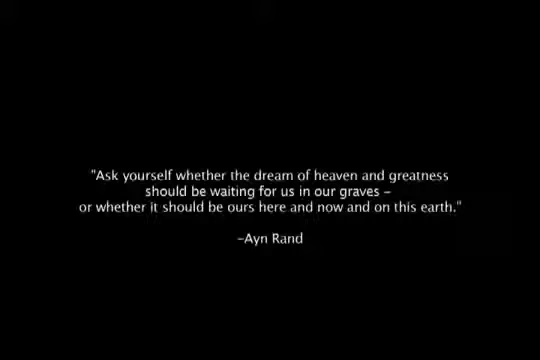 "Ask yourself whether the dream of heaven and greatness
should be waiting for us in our graves –
or whether it should be ours here and now and on this earth."
–Ayn Rand